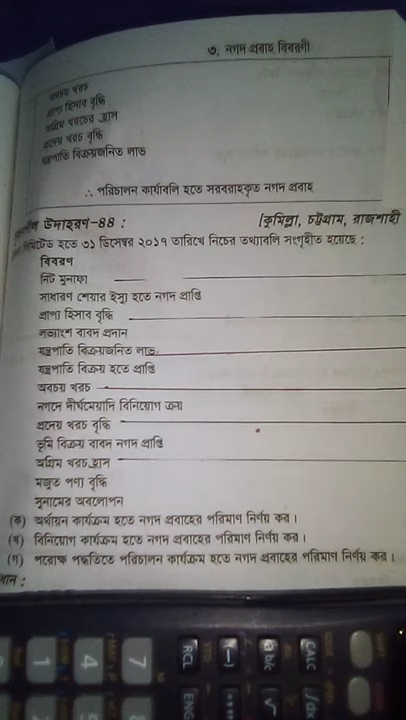 ৩, নগদ প্রবাহ বিবরণী
অবচয় খরচ
প্রাপ্য হিসাব বৃদ্ধি
অগ্রিম খরচের হ্রাস
প্রদেয় খরচ বৃদ্ধি
যন্ত্রপাতি বিক্রয়জনিত লাভ
∴ পরিচালন কার্যাবলি হতে সরবরাহকৃত নগদ প্রবাহ
উদাহরণ-৪৪ : [কুমিল্লা, চট্টগ্রাম, রাজশাহী
লিমিটেড হতে ৩১ ডিসেম্বর ২০১৭ তারিখে নিচের তথ্যাবলি সংগৃহীত হয়েছে :
বিবরণ
নিট মুনাফা
সাধারণ শেয়ার ইস্যু হতে নগদ প্রাপ্তি
প্রাপ্য হিসাব বৃদ্ধি
লভ্যাংশ বাবদ প্রদান
যন্ত্রপাতি বিক্রয়জনিত লাভ
যন্ত্রপাতি বিক্রয় হতে প্রাপ্তি
অবচয় খরচ
নগদে দীর্ঘমেয়াদি বিনিয়োগ ক্রয়
প্রদেয় খরচ বৃদ্ধি
ভূমি বিক্রয় বাবদ নগদ প্রাপ্তি
অগ্রিম খরচ হ্রাস
মজুত পণ্য বৃদ্ধি
সুনামের অবলোপন
(ক) অর্থায়ন কার্যক্রম হতে নগদ প্রবাহের পরিমাণ নির্ণয় কর।
(খ) বিনিয়োগ কার্যক্রম হতে নগদ প্রবাহের পরিমাণ নির্ণয় কর।
(গ) পরোক্ষ পদ্ধতিতে পরিচালন কার্যক্রম হতে নগদ প্রবাহের পরিমাণ নির্ণয় কর।
ধান :
RCL (—) a b/c CALC
1 4 7
ENG √ ∫dx